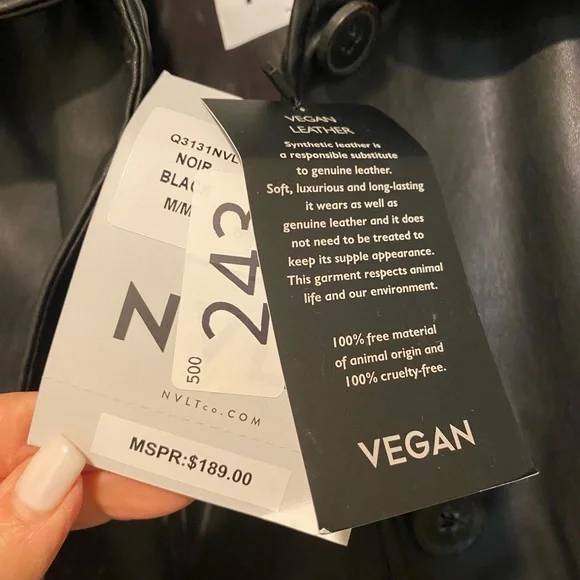 Q3131NVL
NOIR
BLAC
M/M
N
243
500
NVLTco.COM
MSPR:$189.00
VEGAN
LEATHER
Synthetic leather is
a responsible substitute
to genuine leather.
Soft, luxurious and long-lasting
it wears as well as
genuine leather and it does
not need to be treated to
keep its supple appearance.
This garment respects animal
life and our environment.
100% free material
of animal origin and
100% cruelty-free.
VEGAN